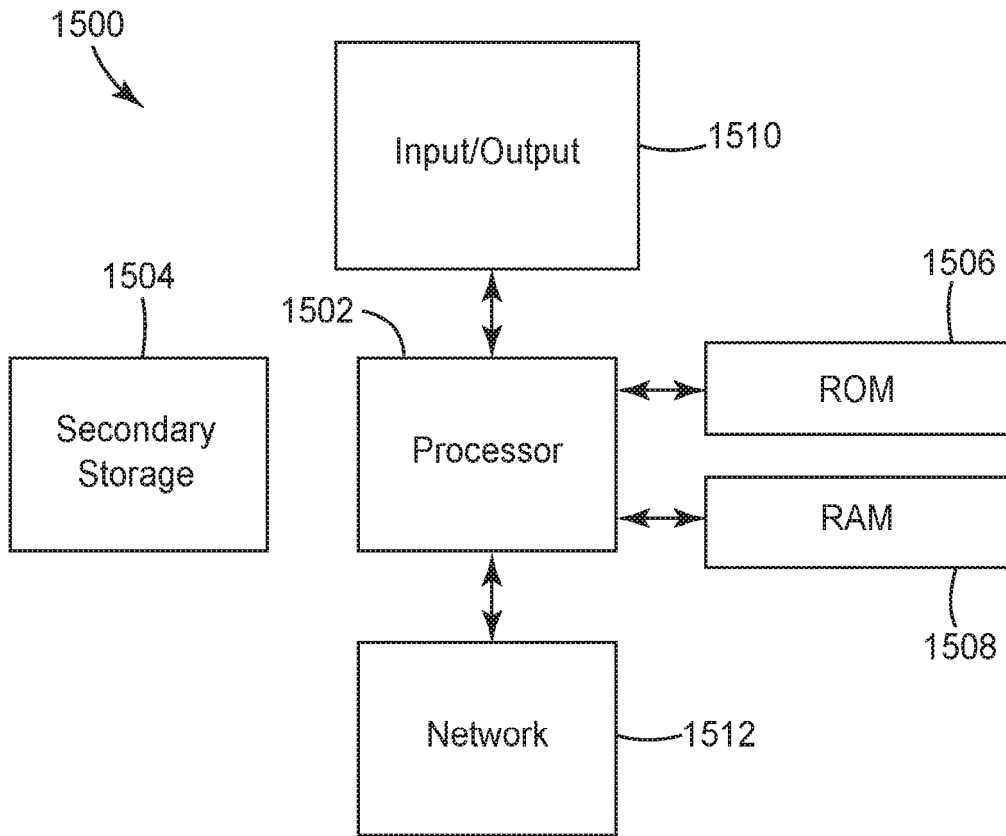 1500
Input/Output
1510
1504
1502
1506
Secondary
Storage
Processor
ROM
RAM
1508
Network
1512